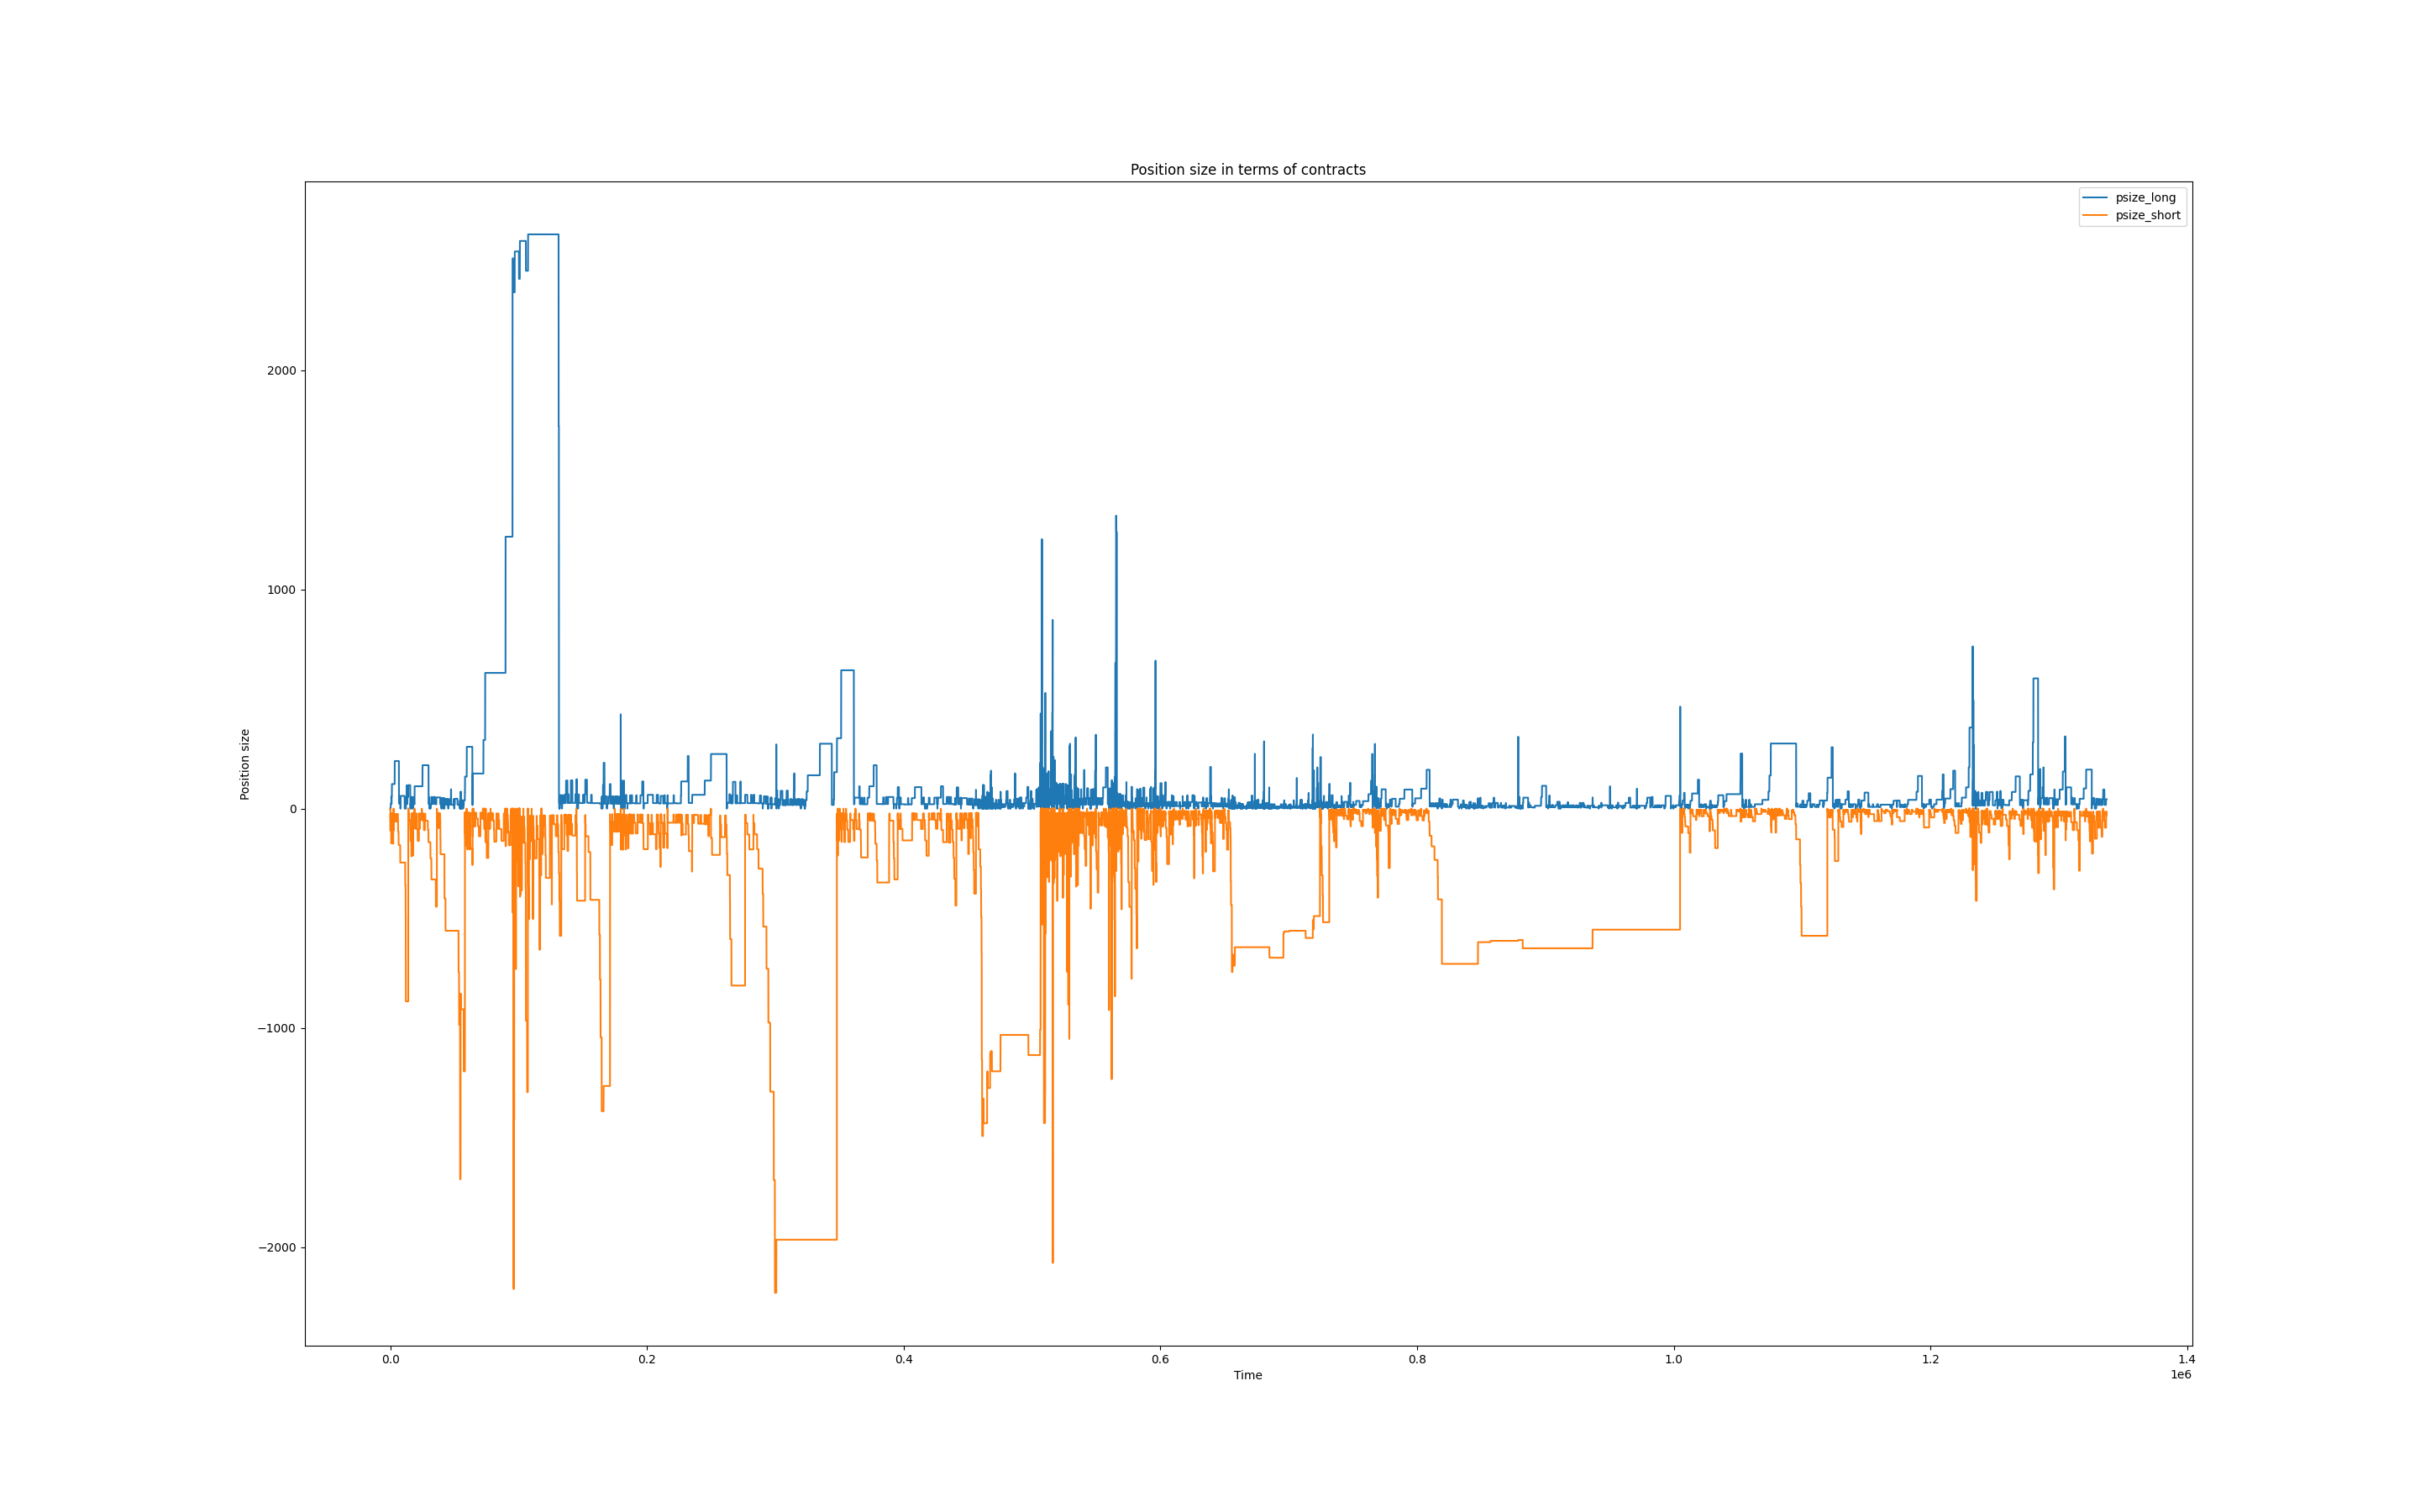 Position size in terms of contracts
psize_long
psize_short
Position size
2000
1000
0
−1000
−2000
0.0
0.2
0.4
0.6
0.8
1.0
1.2
1.4
Time
1e6